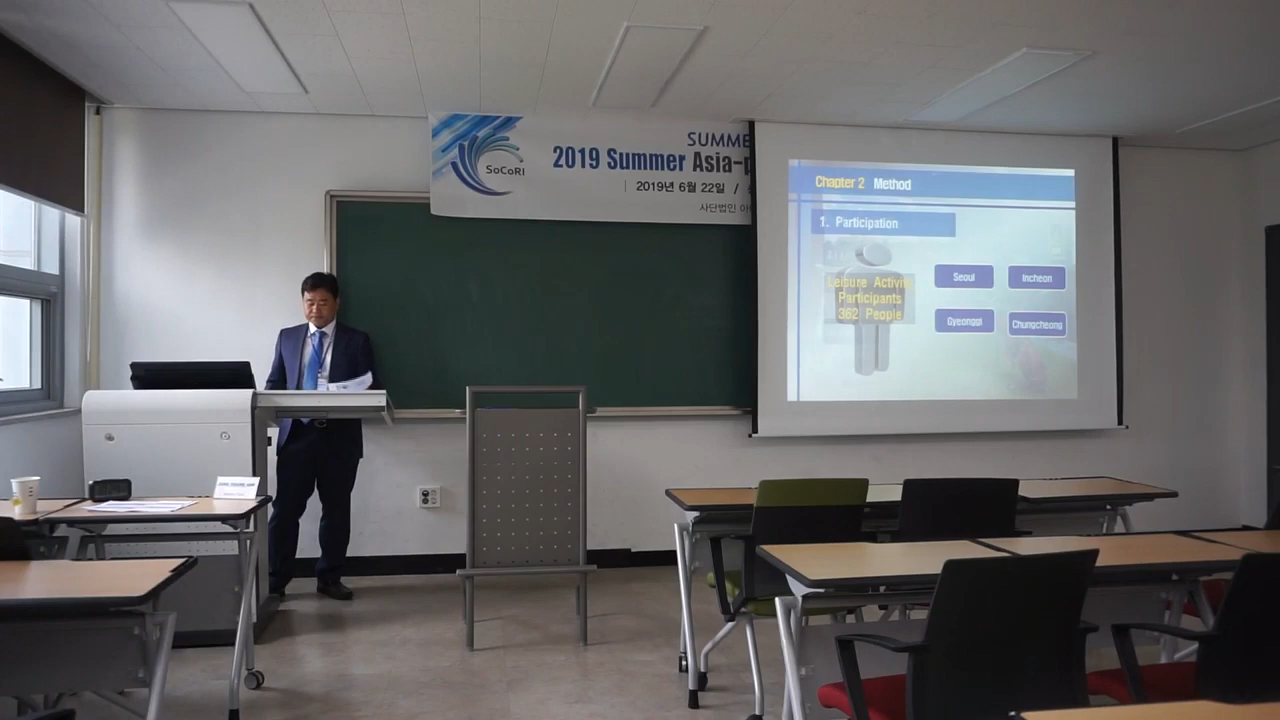 SoCoRI
SUMME
2019 Summer Asia-p
2019년 6월 22일 /
사단법인
Chapter 2 Method
1. Participation
Leisure Activity
Participants
362 People
Seoul
Incheon
Gyeonggi
Chungcheong